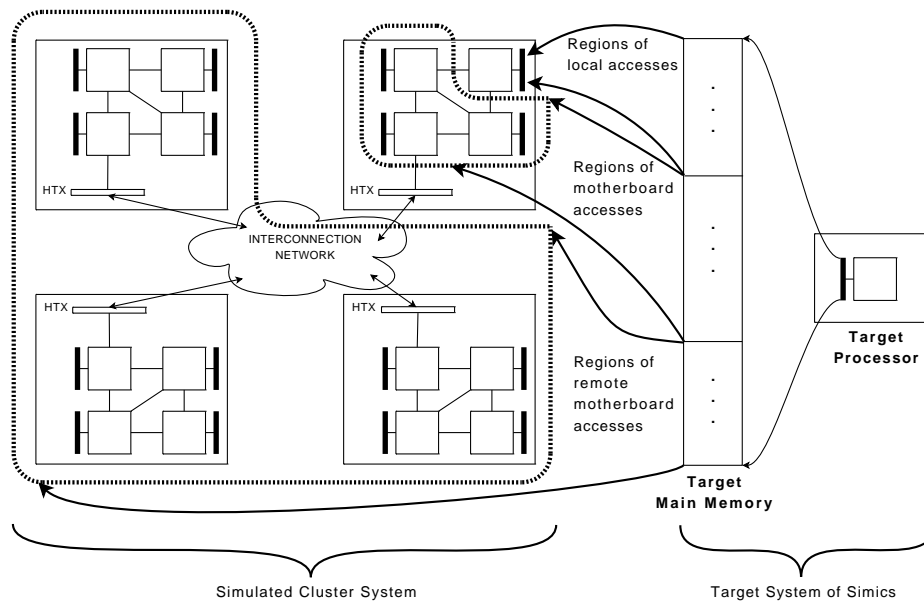 Regions of
local accesses
HTX
HTX
Regions of
motherboard
accesses
INTERCONNECTION
NETWORK
HTX
HTX
Target
Processor
Regions of
remote
motherboard
accesses
Target
Main Memory
Simulated Cluster System
Target System of Simics